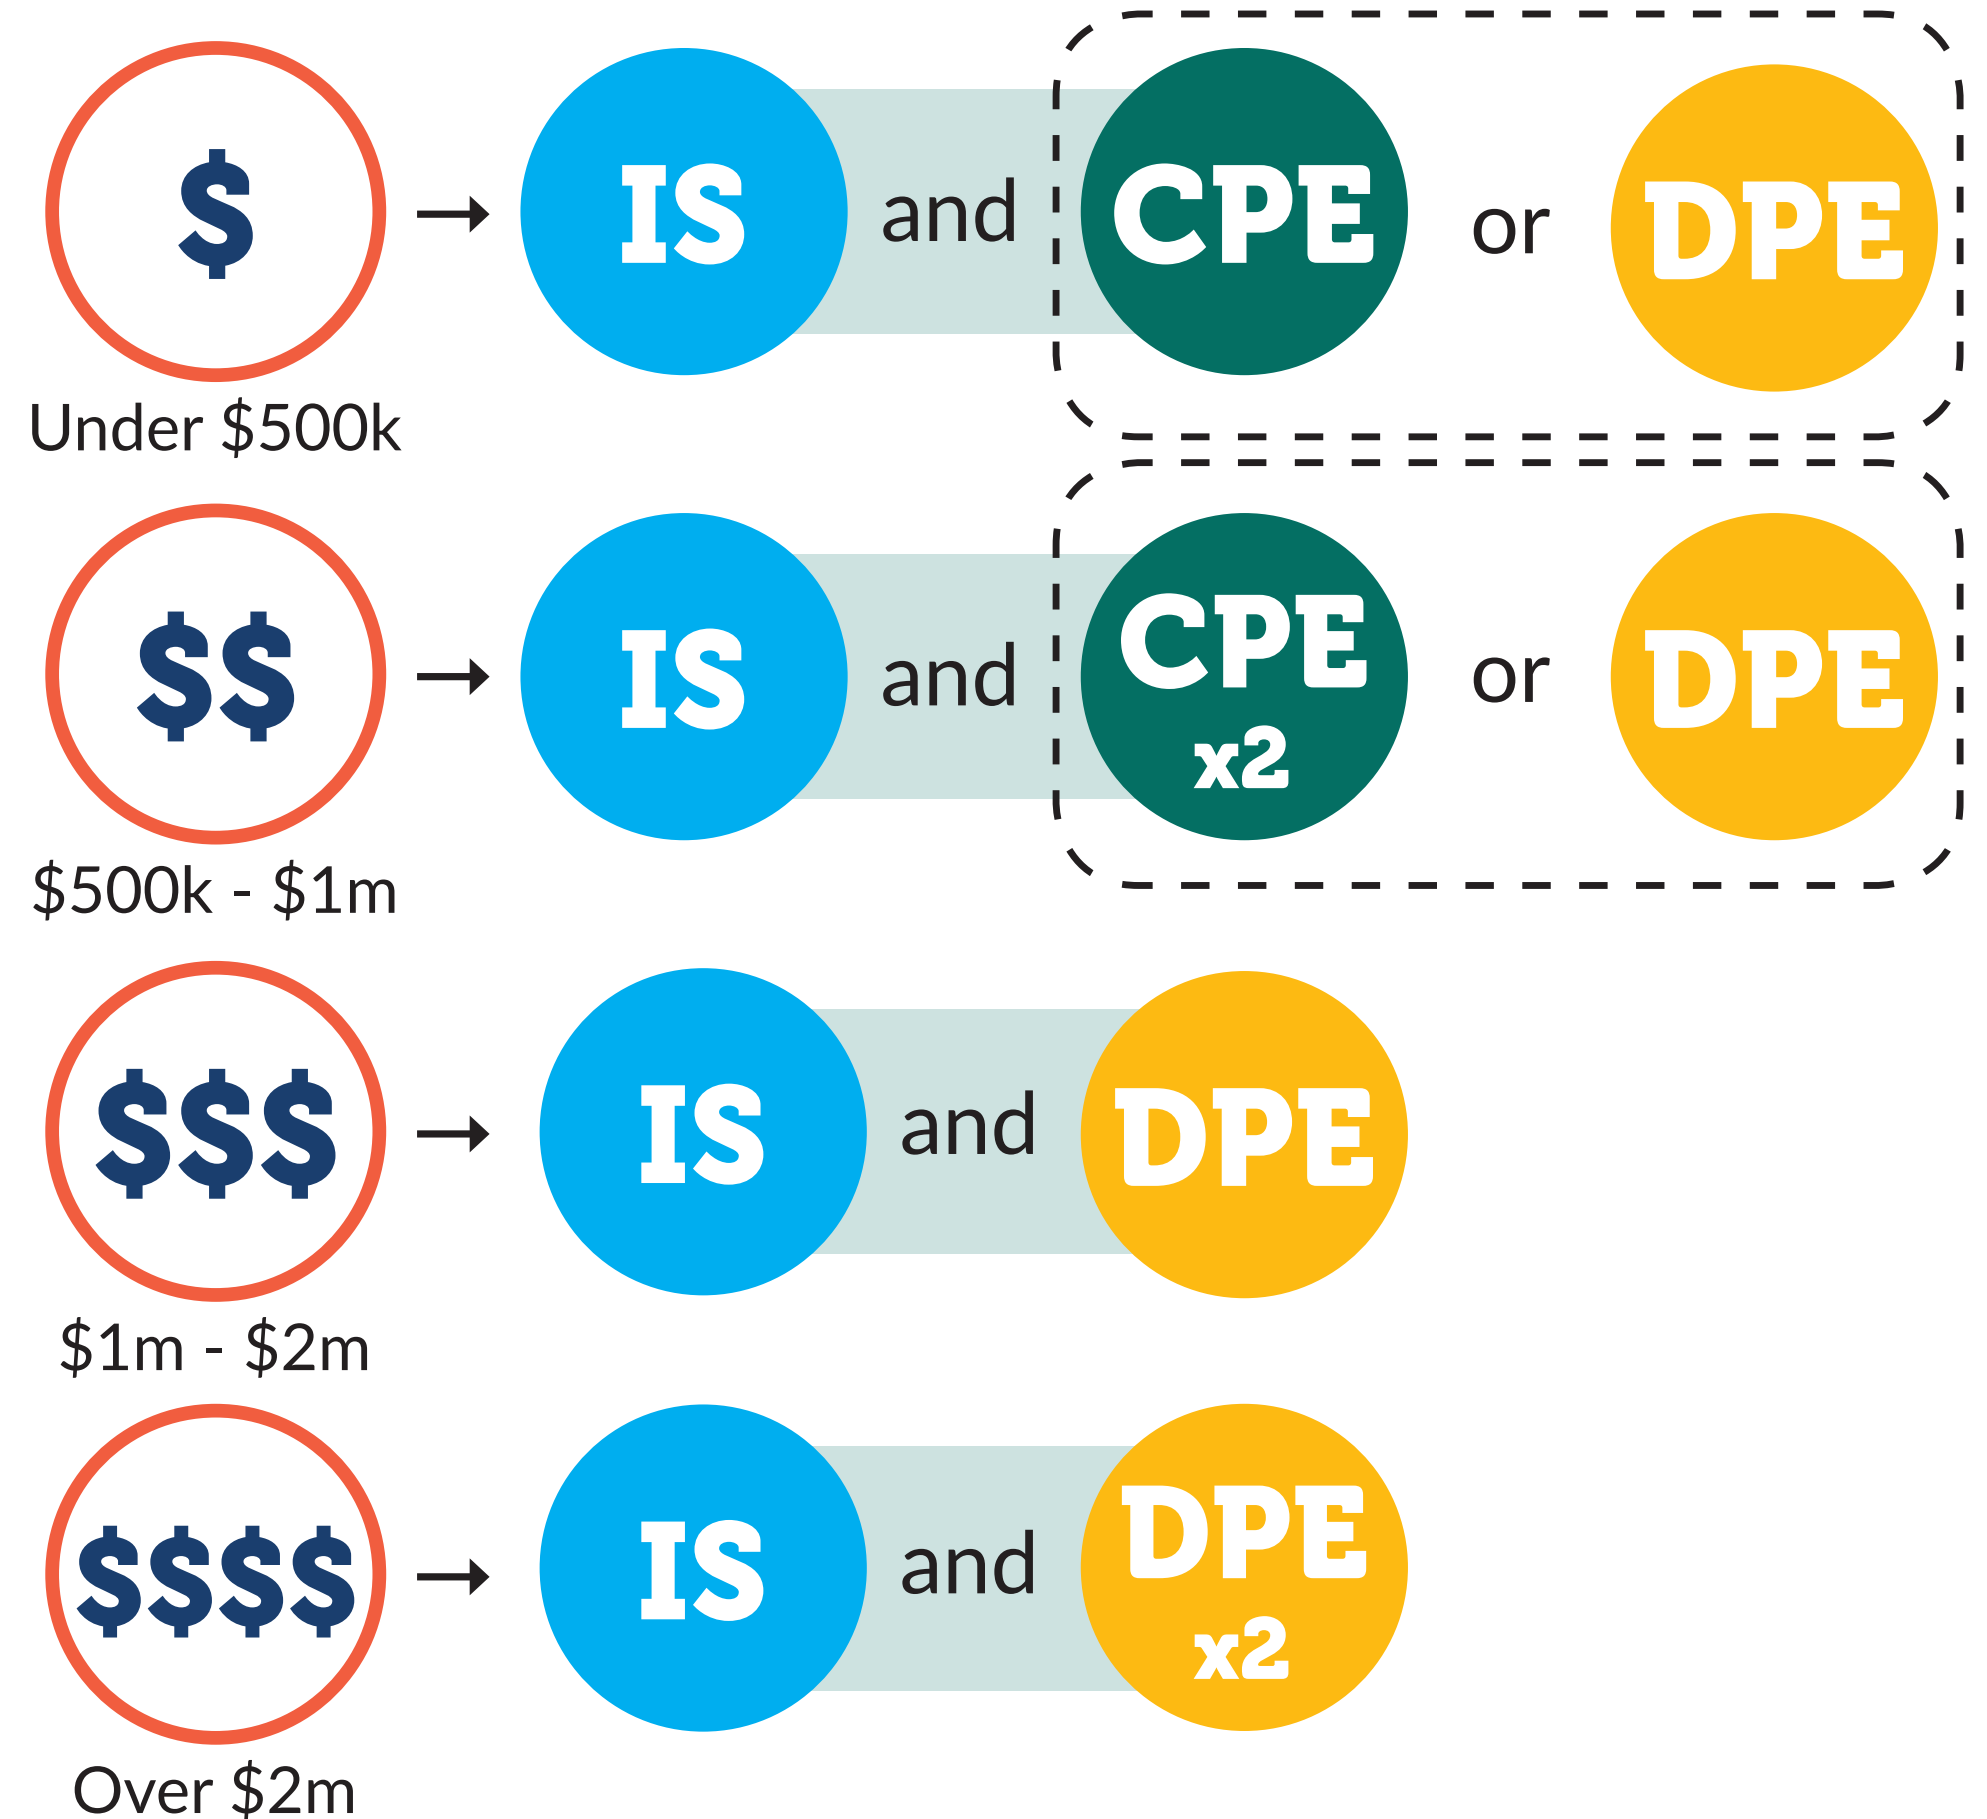 $
IS
and
CPE
or
DPE
Under $500k
$$
IS
and
CPE
x2
or
DPE
$500k - $1m
$$$
IS
and
DPE
$1m - $2m
$$$$
IS
and
DPE
x2
Over $2m